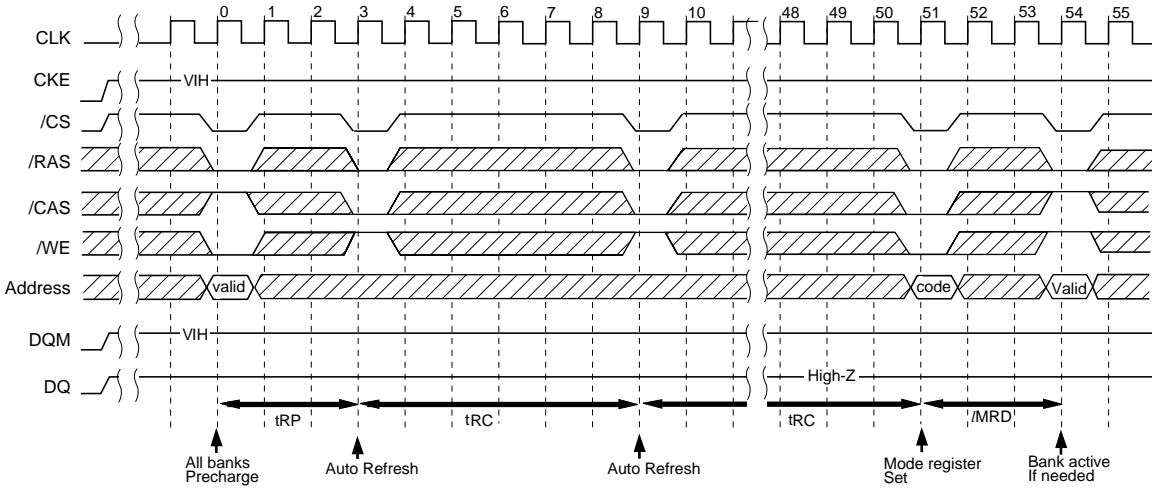 0 1 2 3 4 5 6 7 8 9 10 48 49 50 51 52 53 54 55
CLK
CKE VIH
/CS
/RAS
/CAS
/WE
Address valid code Valid
DQM VIH
DQ High-Z
tRP tRC tRC lMRD
All banks
Precharge
Auto Refresh
Auto Refresh
Mode register
Set
Bank active
If needed